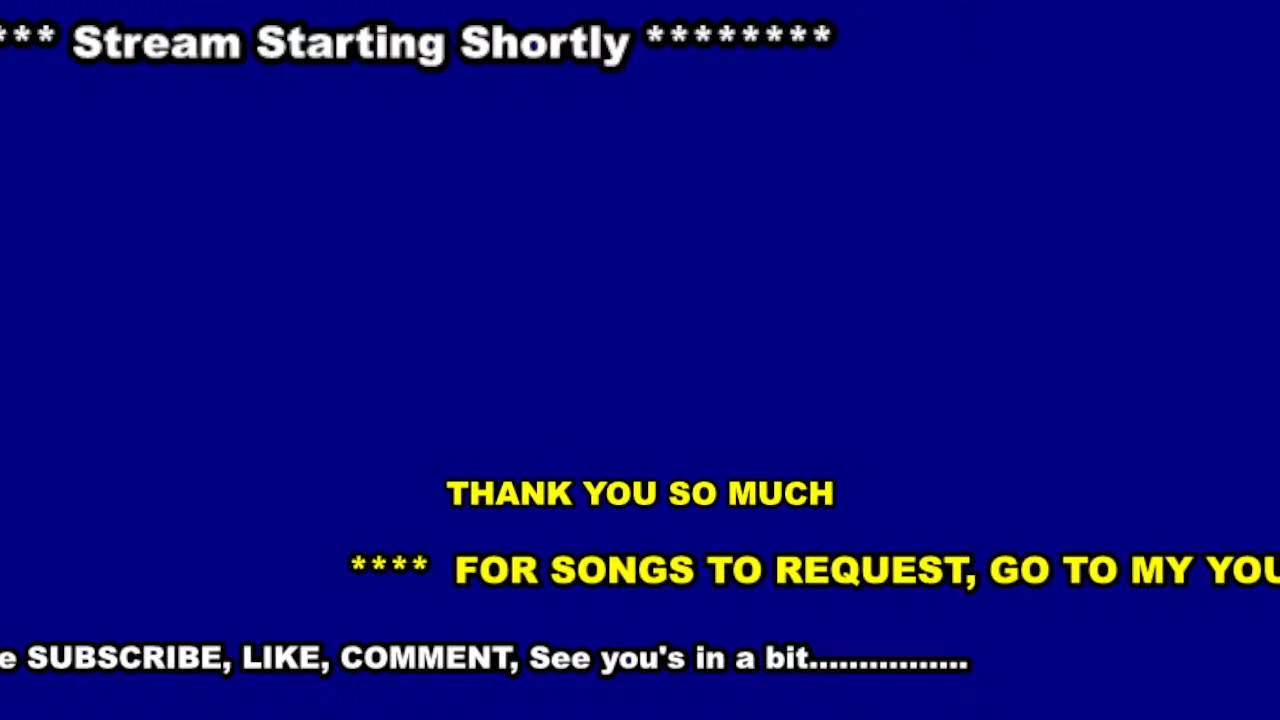 *** Stream Starting Shortly ********
THANK YOU SO MUCH
**** FOR SONGS TO REQUEST, GO TO MY YOU
e SUBSCRIBE, LIKE, COMMENT, See you's in a bit................